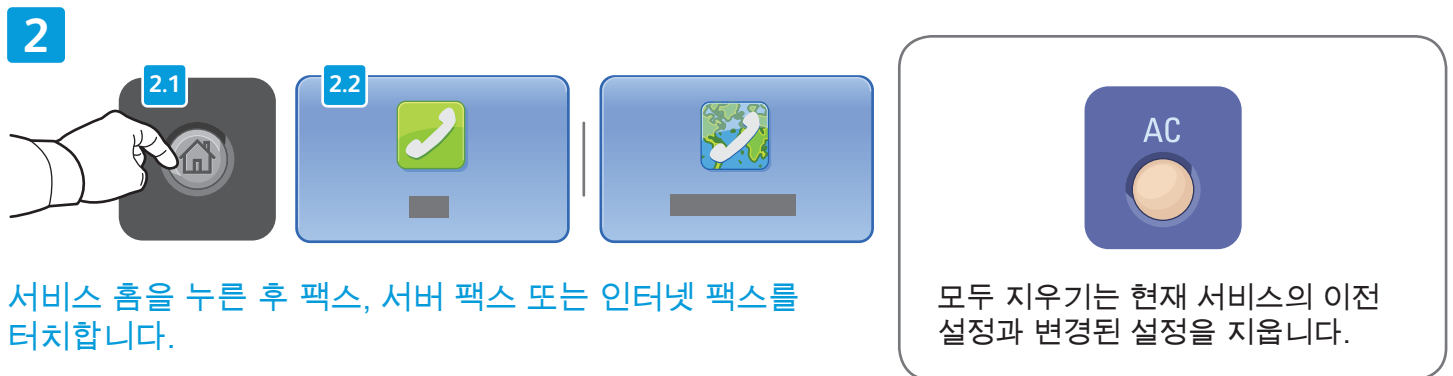 2
2.1
2.2
AC
서비스 홈을 누른 후 팩스, 서버 팩스 또는 인터넷 팩스를
터치합니다.
모두 지우기는 현재 서비스의 이전
설정과 변경된 설정을 지웁니다.